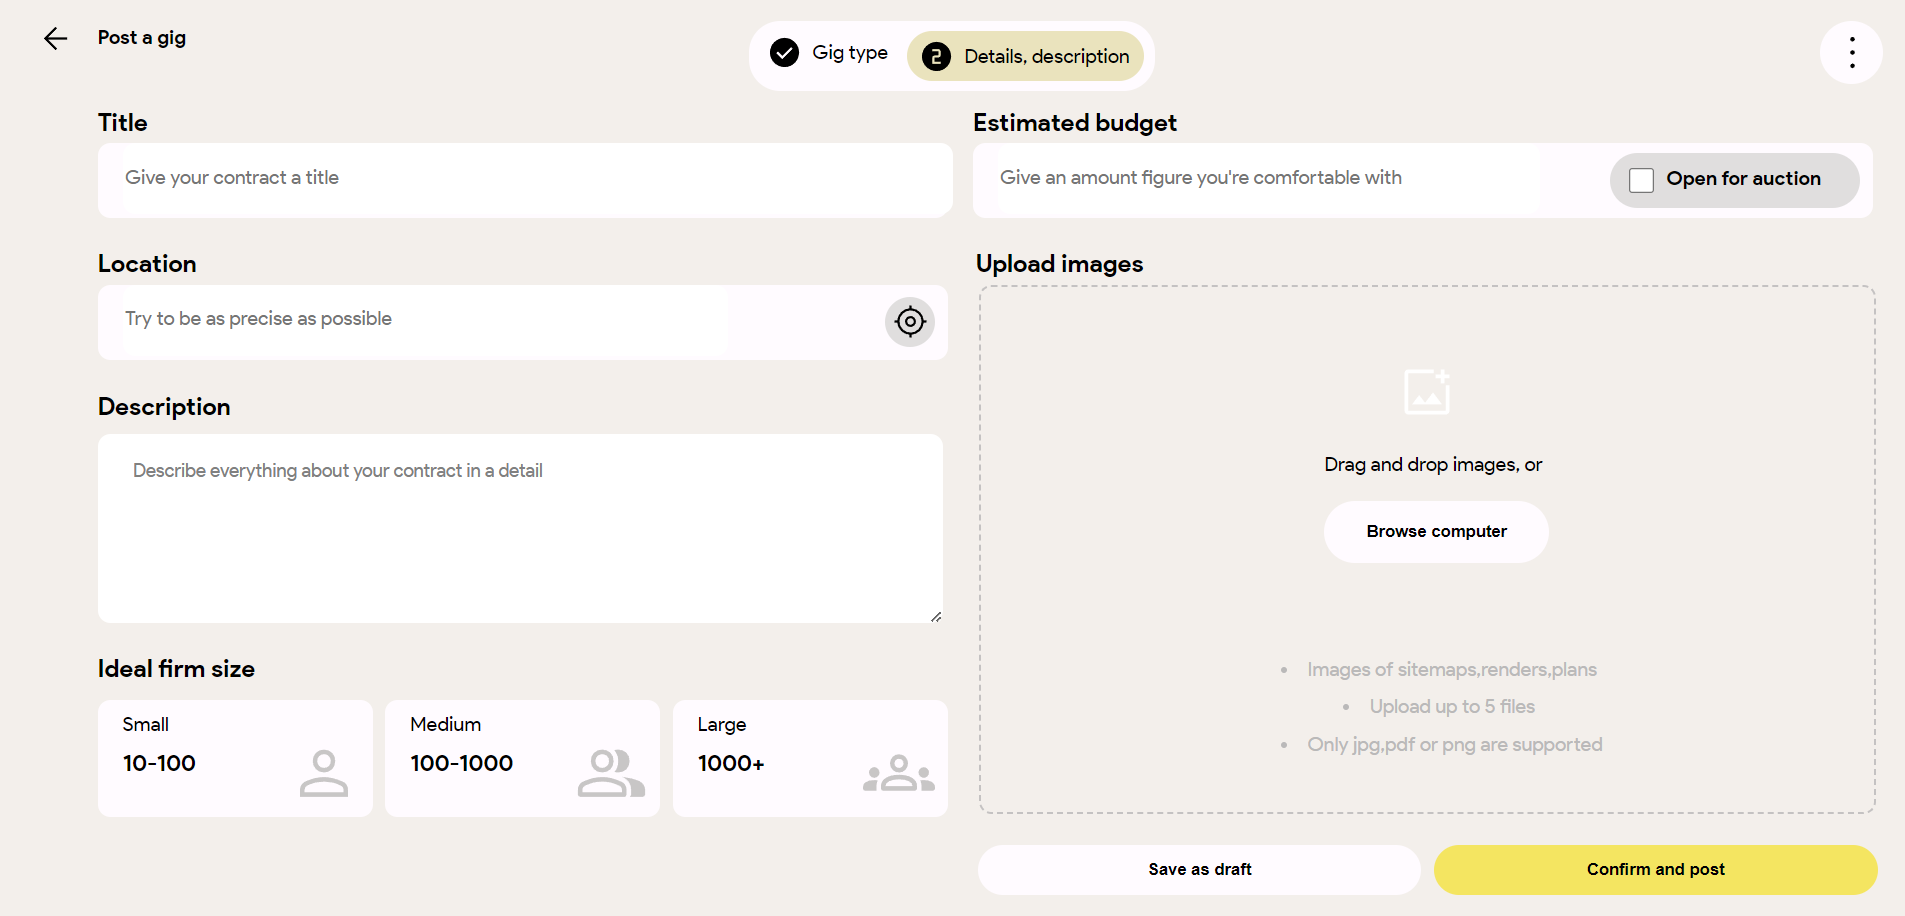 Post a gig
Gig type
2 Details, description
Title
Give your contract a title
Estimated budget
Give an amount figure you're comfortable with
Open for auction
Location
Try to be as precise as possible
Description
Describe everything about your contract in a detail
Ideal firm size
Small
10-100
Medium
100-1000
Large
1000+
Upload images
Drag and drop images, or
Browse computer
• Images of sitemaps,renders,plans
• Upload up to 5 files
• Only jpg,pdf or png are supported
Save as draft
Confirm and post